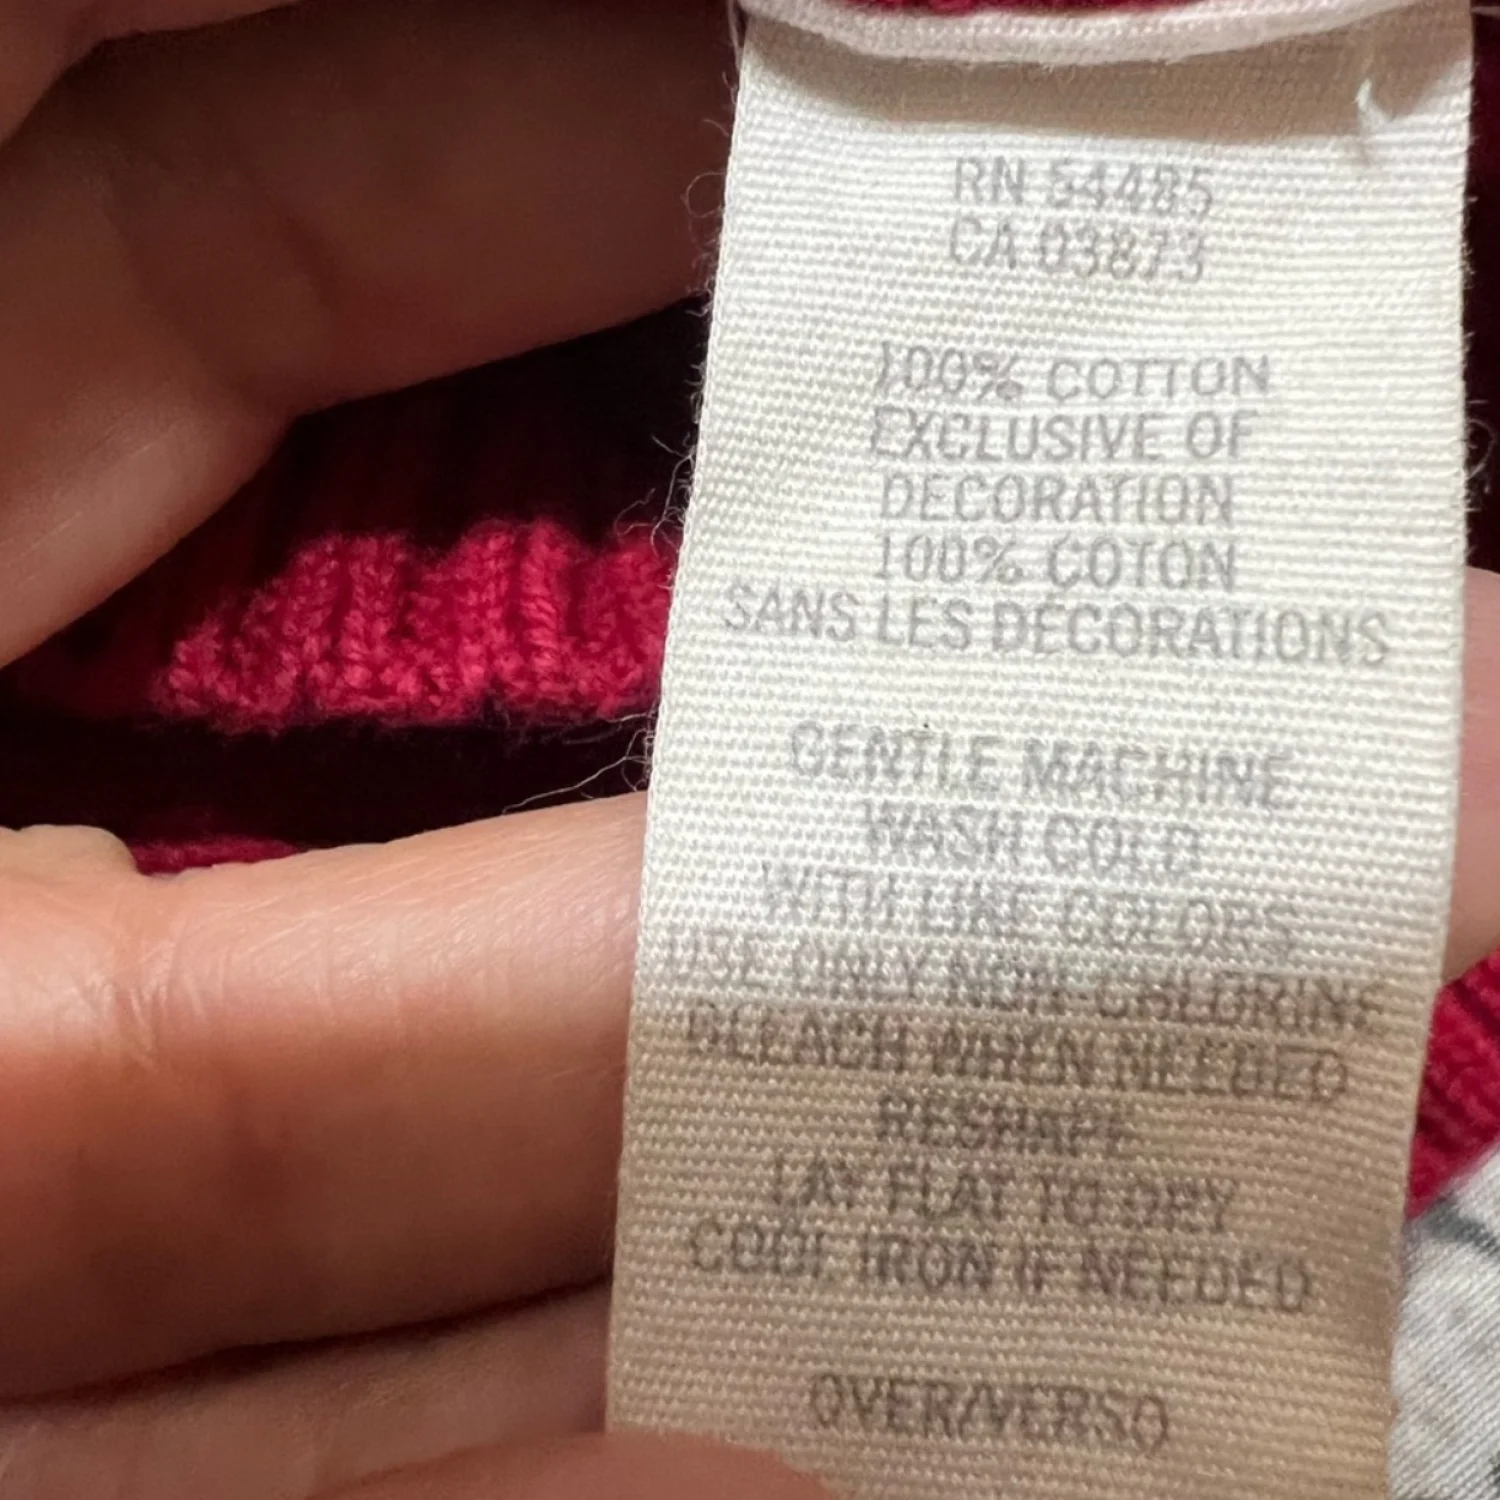 RN 54485
CA 03873
100% COTTON
EXCLUSIVE OF
DECORATION
100% COTON
SANS LES DÉCORATIONS
GENTLE MACHINE
WASH COLD
WITH LIKE COLORS
USE ONLY NON-CHLORINE
BLEACH WHEN NEEDED
RESHAPE
LAY FLAT TO DRY
COOL IRON IF NEEDED
OVER/VERSO